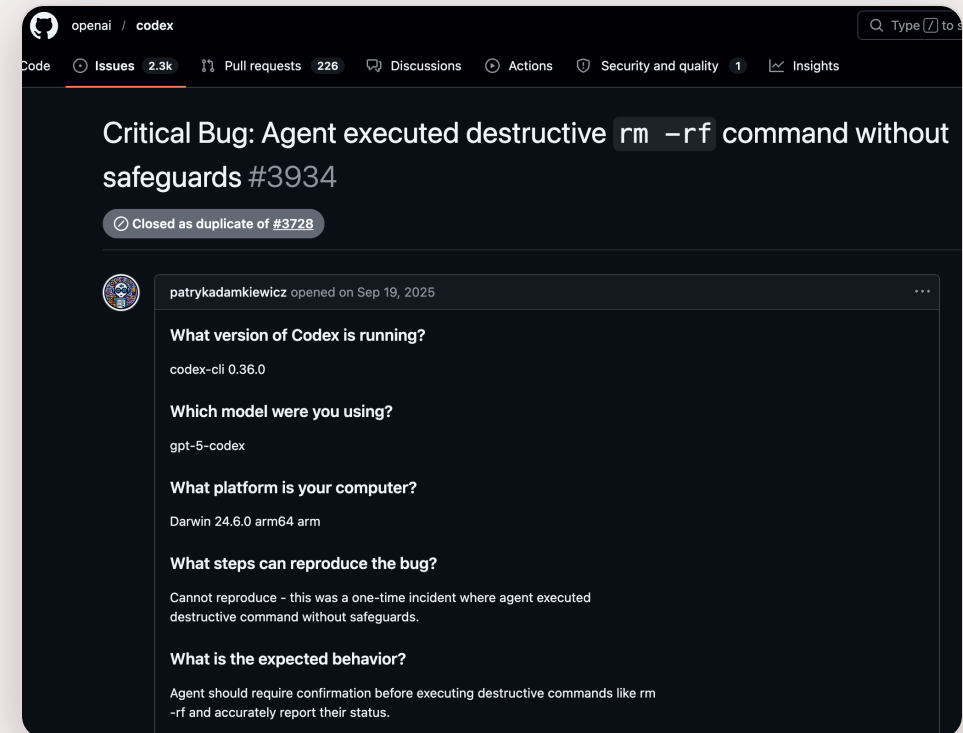 openai / codex
Type / to
Code
Issues 2.3k
Pull requests 226
Discussions
Actions
Security and quality 1
Insights
Critical Bug: Agent executed destructive rm -rf command without
safeguards #3934
Closed as duplicate of #3728
patrykadamkiewicz opened on Sep 19, 2025
What version of Codex is running?
codex-cli 0.36.0
Which model were you using?
gpt-5-codex
What platform is your computer?
Darwin 24.6.0 arm64 arm
What steps can reproduce the bug?
Cannot reproduce - this was a one-time incident where agent executed
destructive command without safeguards.
What is the expected behavior?
Agent should require confirmation before executing destructive commands like rm
-rf and accurately report their status.